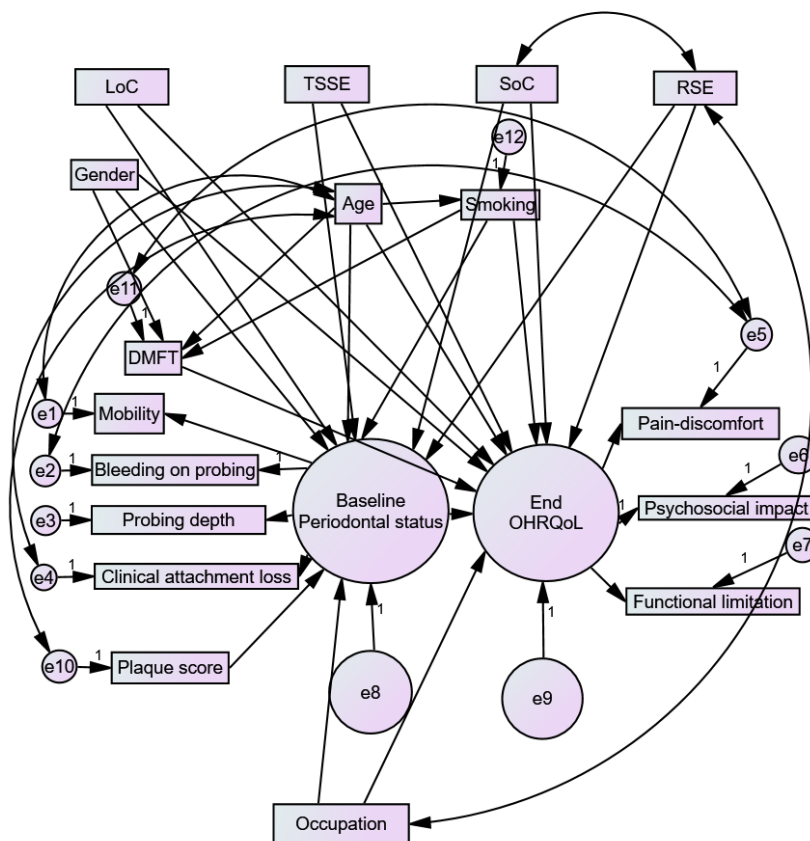 LoC
TSSE
SoC
RSE
e12
1
Gender
Age
Smoking
e11
1
DMFT
e5
1
e1
1
Mobility
Pain-discomfort
e2
1
Bleeding on probing
1
Baseline
Periodontal status
End
OHRQoL
e6
1
1
Psychosocial impact
e3
1
Probing depth
e7
1
e4
1
Clinical attachment loss
Functional limitation
1
1
e10
1
Plaque score
e8
e9
Occupation